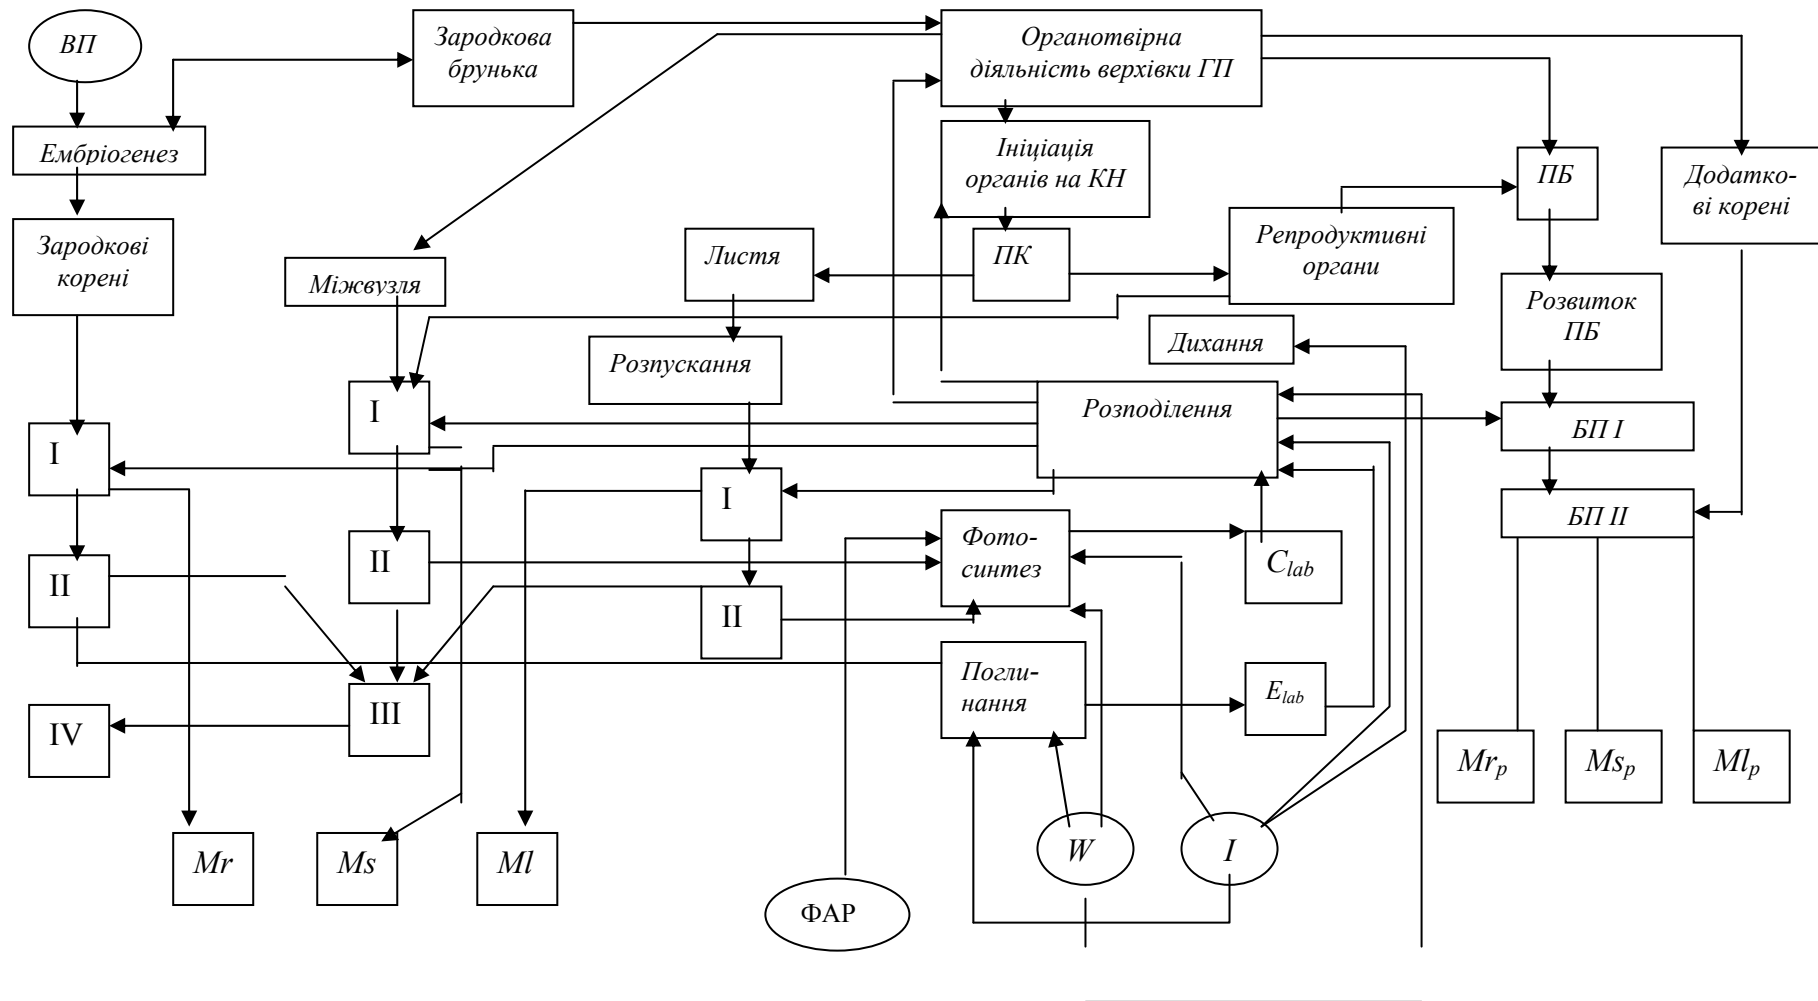 ВП
Зародкова
брунька
Органотвірна
діяльність верхівки ГП
Ембріогенез
Ініціація
органів на КН
ПБ
Додатко-
ві корені
Зародкові
корені
Міжвузля
Листя
ПК
Репродуктивні
органи
Розвиток
ПБ
Розпускання
Дихання
I
I
Розподілення
БП I
I
БП II
II
II
II
Фото-
синтез
Clab
Погли-
нання
Elab
IV
III
Mrp
Msp
Mlp
Mr
Ms
Ml
ФАР
W
I